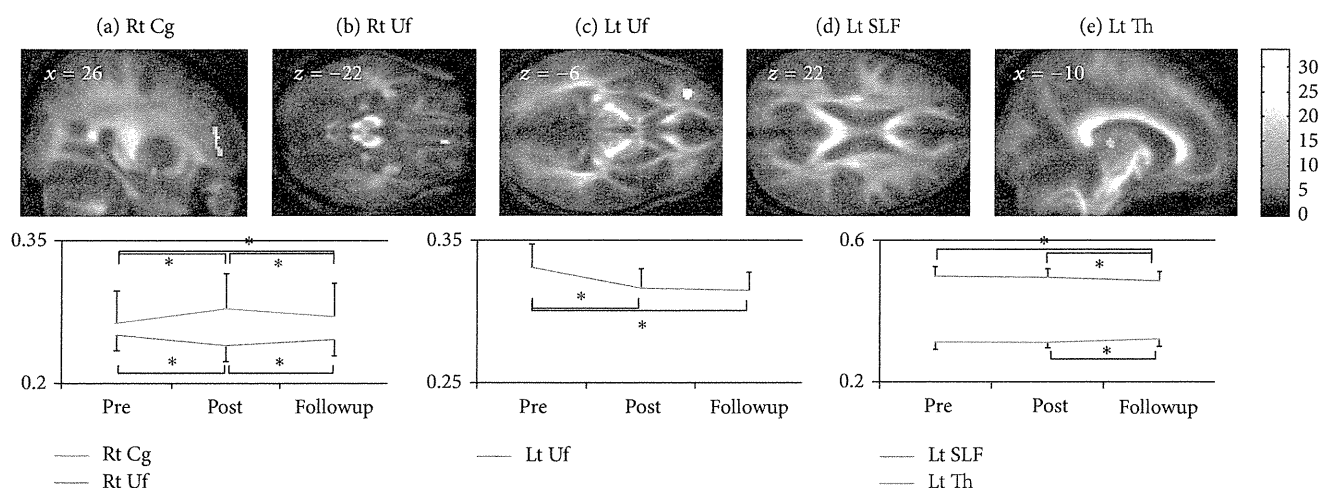 (a) Rt Cg
(b) Rt Uf
(c) Lt Uf
(d) Lt SLF
(e) Lt Th
x = 26
z = −22
z = −6
z = 22
x = −10
30
25
20
15
10
5
0
0.35
*
* *
* *
0.2
Pre Post Followup
Rt Cg
Rt Uf
0.35
*
*
0.25
Pre Post Followup
Lt Uf
0.6
*
*
*
0.2
Pre Post Followup
Lt SLF
Lt Th